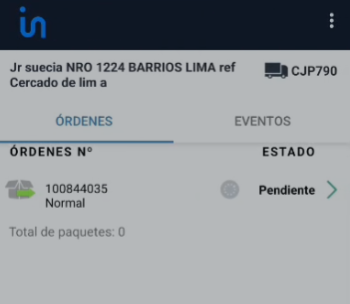 in
Jr suecia NRO 1224 BARRIOS LIMA ref
Cercado de lim a
CJP790
ÓRDENES
EVENTOS
ÓRDENES Nº
ESTADO
100844035
Normal
Pendiente
Total de paquetes: 0